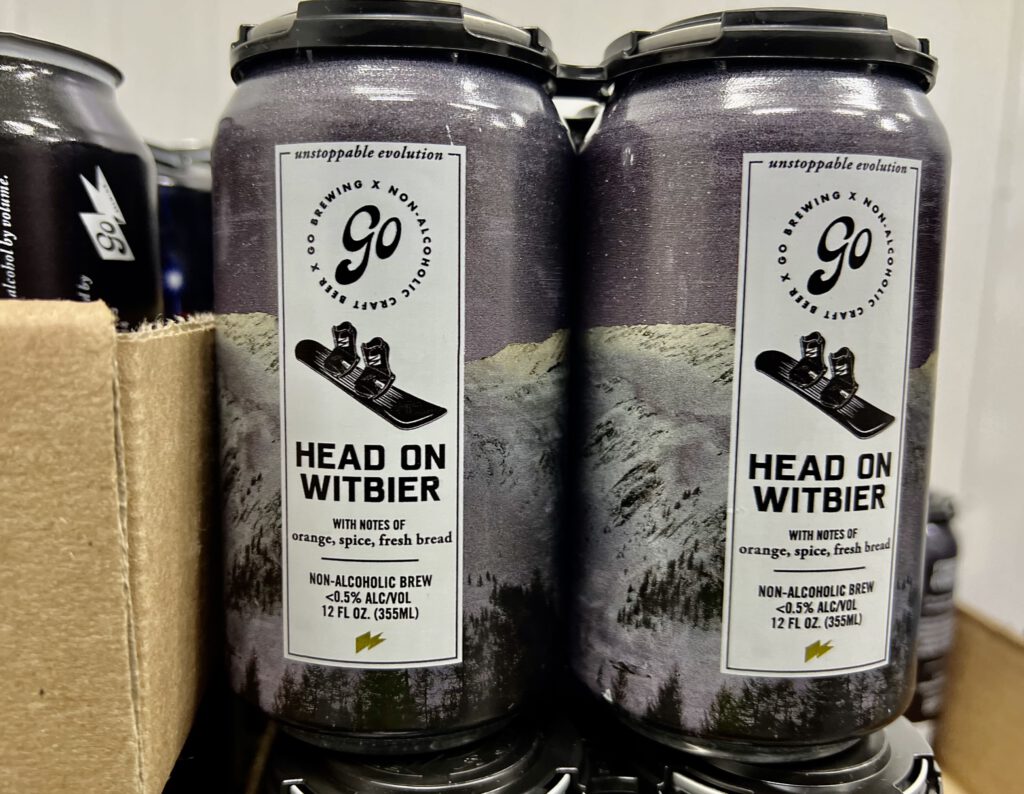 alcohol by volume.
go
unstoppable evolution
GO BREWING X NON-ALCOHOLIC CRAFT BEER X
go
HEAD ON
WITBIER
WITH NOTES OF
orange, spice, fresh bread
NON-ALCOHOLIC BREW
<0.5% ALC/VOL
12 FL OZ. (355ML)
unstoppable evolution
GO BREWING X NON-ALCOHOLIC CRAFT BEER X
go
HEAD ON
WITBIER
WITH NOTES OF
orange, spice, fresh bread
NON-ALCOHOLIC BREW
<0.5% ALC/VOL
12 FL OZ. (355ML)